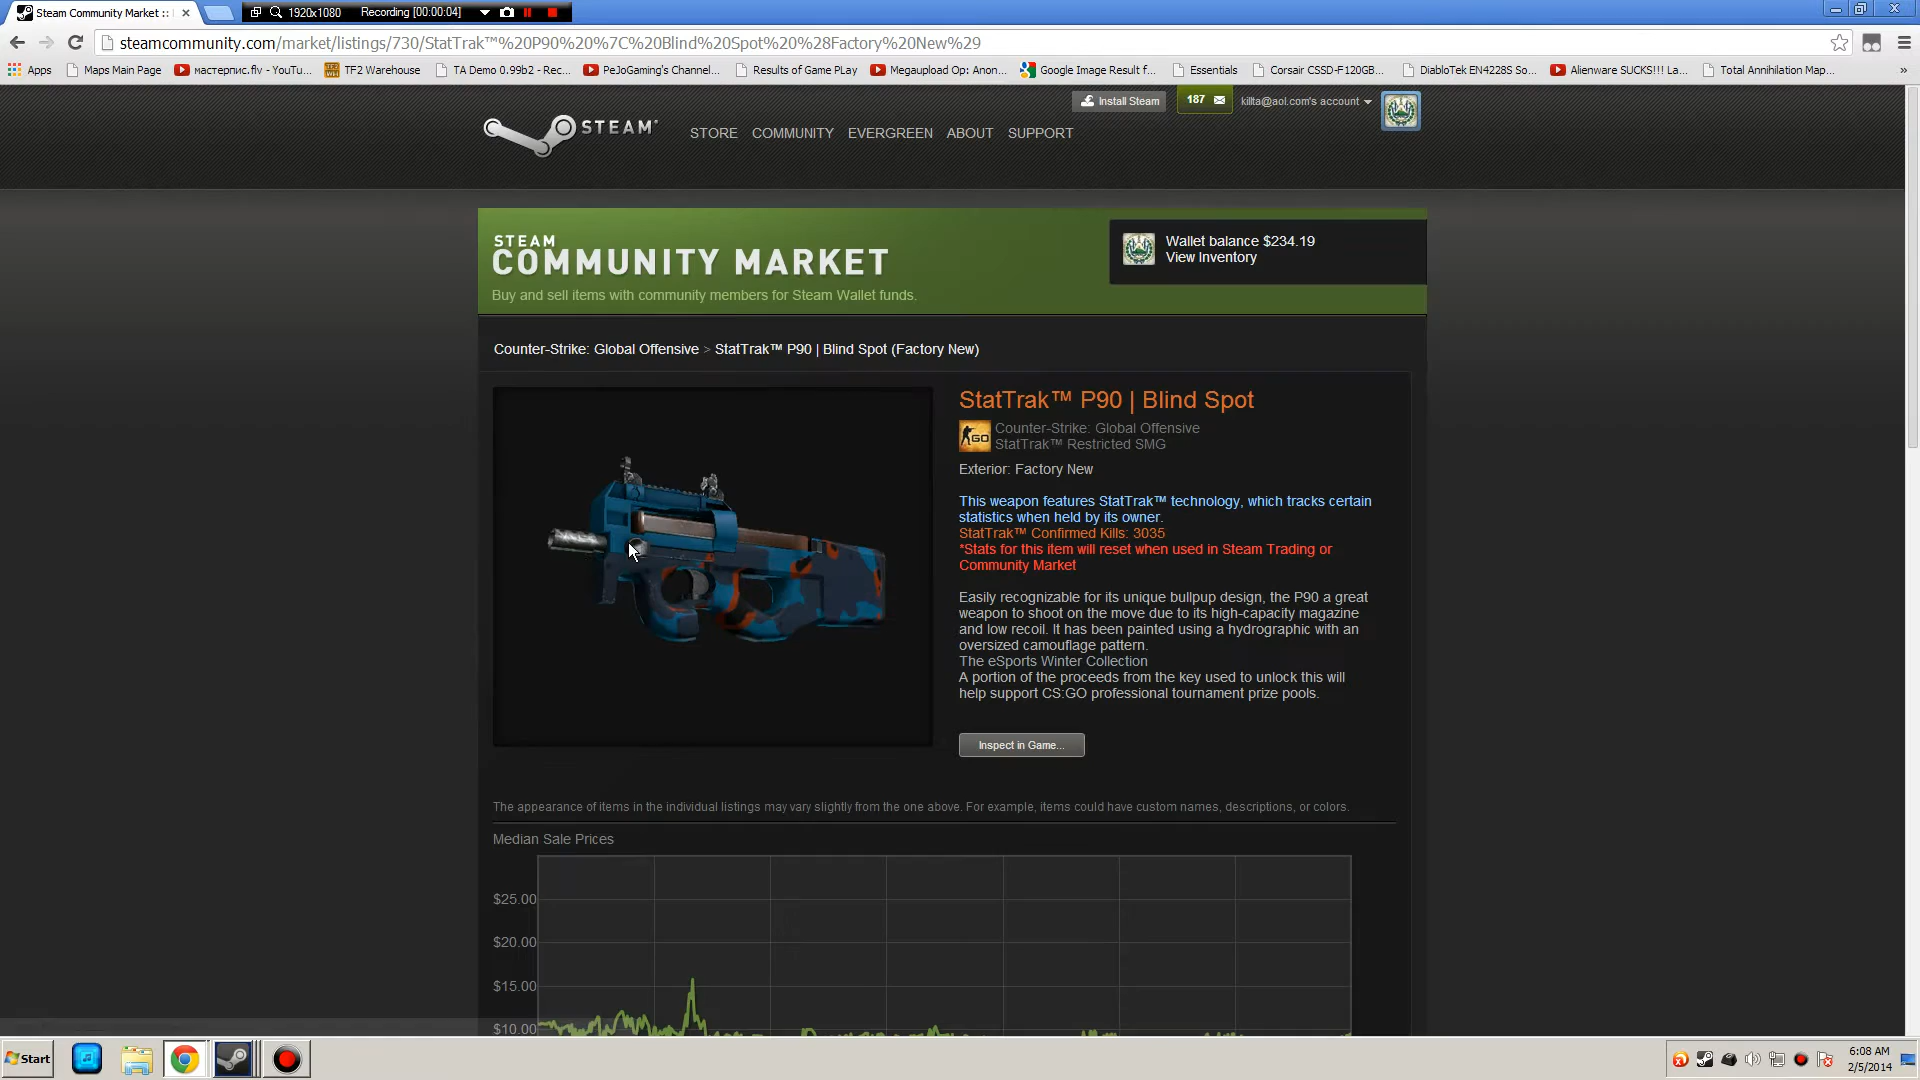 Steam Community Market ::
1920x1080
Recording [00:00:04]
steamcommunity.com/market/listings/730/StatTrak™%20P90%20%7C%20Blind%20Spot%20%28Factory%20New%29
Apps
Maps Main Page
мастерпис.flv - YouTu...
TF2 Warehouse
TA Demo 0.99b2 - Rec...
PeJoGaming's Channel...
Results of Game PLay
Megaupload Op: Anon...
Google Image Result f...
Essentials
Corsair CSSD-F120GB...
DiabloTek EN4228S So...
Alienware SUCKS!!! La...
Total Annihilation Map...
»
Install Steam
187
killta@aol.com's account
STEAM
STORE
COMMUNITY
EVERGREEN
ABOUT
SUPPORT
STEAM
COMMUNITY MARKET
Buy and sell items with community members for Steam Wallet funds.
Wallet balance $234.19
View Inventory
Counter-Strike: Global Offensive > StatTrak™ P90 | Blind Spot (Factory New)
StatTrak™ P90 | Blind Spot
GO
Counter-Strike: Global Offensive
StatTrak™ Restricted SMG
Exterior: Factory New
This weapon features StatTrak™ technology, which tracks certain
statistics when held by its owner.
StatTrak™ Confirmed Kills: 3035
*Stats for this item will reset when used in Steam Trading or
Community Market
Easily recognizable for its unique bullpup design, the P90 a great
weapon to shoot on the move due to its high-capacity magazine
and low recoil. It has been painted using a hydrographic with an
oversized camouflage pattern.
The eSports Winter Collection
A portion of the proceeds from the key used to unlock this will
help support CS:GO professional tournament prize pools.
Inspect in Game...
The appearance of items in the individual listings may vary slightly from the one above. For example, items could have custom names, descriptions, or colors.
Median Sale Prices
$25.00
$20.00
$15.00
$10.00
Start
6:08 AM
2/5/2014